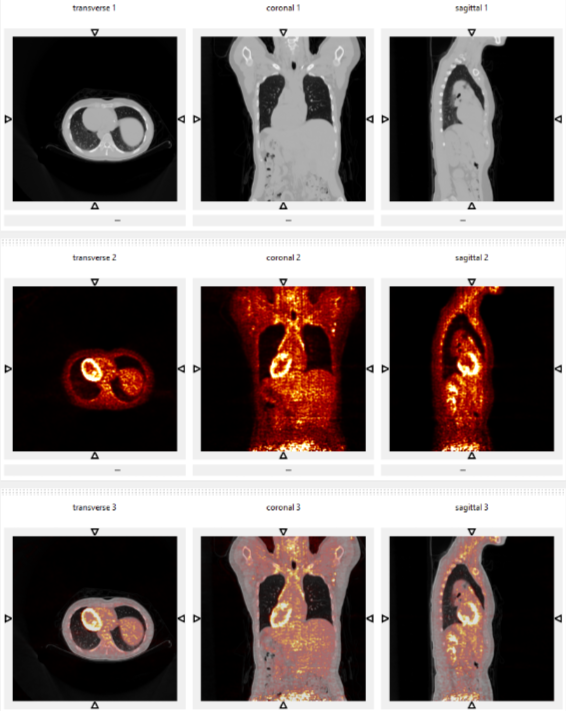 transverse 1
coronal 1
sagittal 1
transverse 2
coronal 2
sagittal 2
transverse 3
coronal 3
sagittal 3